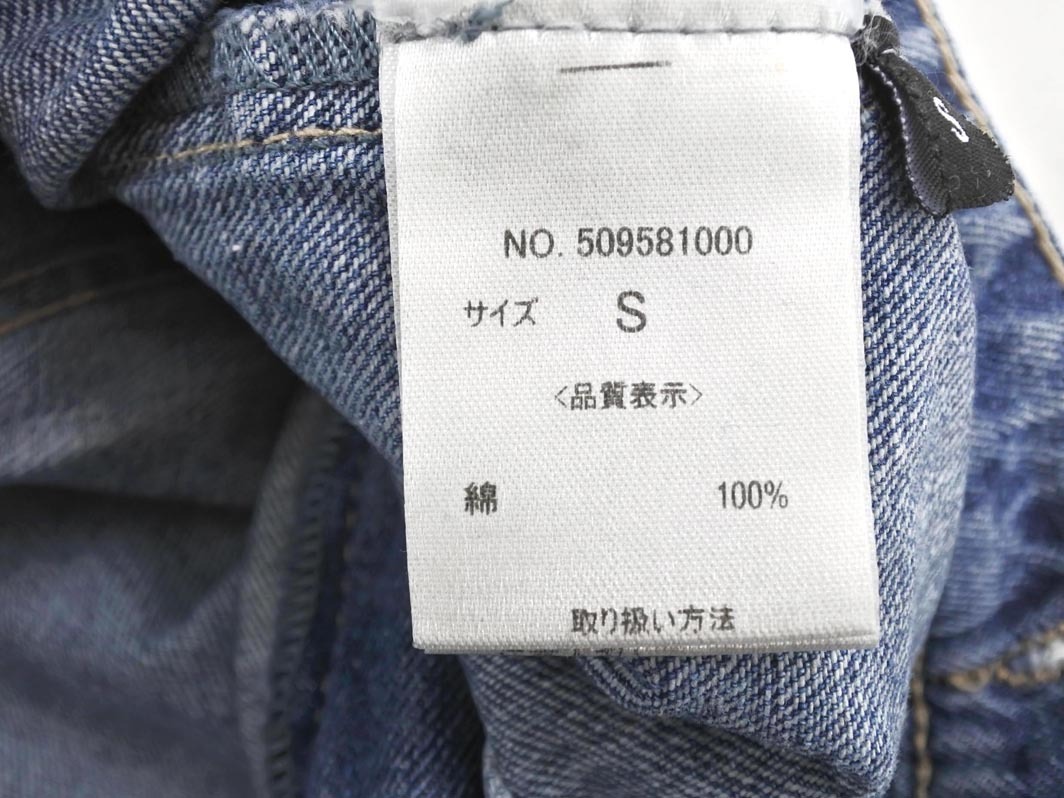 S
NO. 509581000
サイズ S
<品質表示>
綿 100%
取り扱い方法